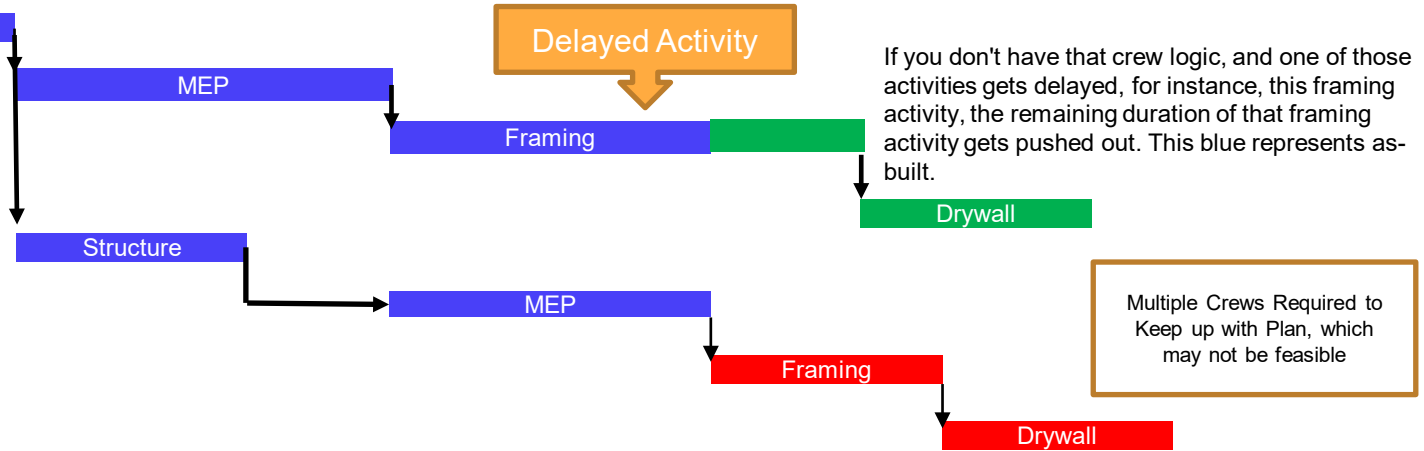 Delayed Activity
If you don't have that crew logic, and one of those
activities gets delayed, for instance, this framing
activity, the remaining duration of that framing
activity gets pushed out. This blue represents as-
built.
MEP
Framing
Drywall
Structure
MEP
Multiple Crews Required to
Keep up with Plan, which
may not be feasible
Framing
Drywall